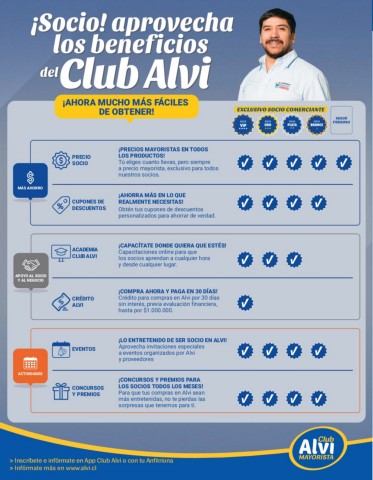 ¡Socio! aprovecha
los beneficios
del Club Alvi
¡AHORA MUCHO MÁS FÁCILES
DE OBTENER!
EXCLUSIVO SOCIO COMERCIANTE
VIP
ORO
PLATA
BRONCE
SOCIO
PERSONA
MÁS AHORRO
PRECIO
SOCIO
¡PRECIOS MAYORISTAS EN TODOS
LOS PRODUCTOS!
Tú eliges cuanto llevas, pero siempre
a precio mayorista, exclusivo para todos
nuestros socios.
CUPONES DE
DESCUENTOS
¡AHORRA MÁS EN LO QUE
REALMENTE NECESITAS!
Obtén tus cupones de descuentos
personalizados para ahorrar de verdad.
APOYO AL SOCIO
Y AL NEGOCIO
ACADEMIA
CLUB ALVI
¡CAPACÍTATE DONDE QUIERA QUE ESTÉS!
Capacitaciones online para que
los socios aprendan a cualquier hora
y desde cualquier lugar.
CRÉDITO
ALVI
¡COMPRA AHORA Y PAGA EN 30 DÍAS!
Crédito para compras en Alvi por 30 días
sin interés, previa evaluación financiera,
hasta por $1.000.000.
ACTIVIDADES
EVENTOS
¡LO ENTRETENIDO DE SER SOCIO EN ALVI!
Aprovecha invitaciones especiales
a eventos organizados por Alvi
y proveedores
CONCURSOS
Y PREMIOS
¡CONCURSOS Y PREMIOS PARA
LOS SOCIOS TODOS LOS MESES!
Para que tus compras en Alvi sean
más entretenidas, no te pierdas las
sorpresas que tenemos para ti.
> Inscríbete e infórmate en App Club Alvi o con tu Anfitriona
> Infórmate más en www.alvi.cl
Club
Alvi
MAYORISTA